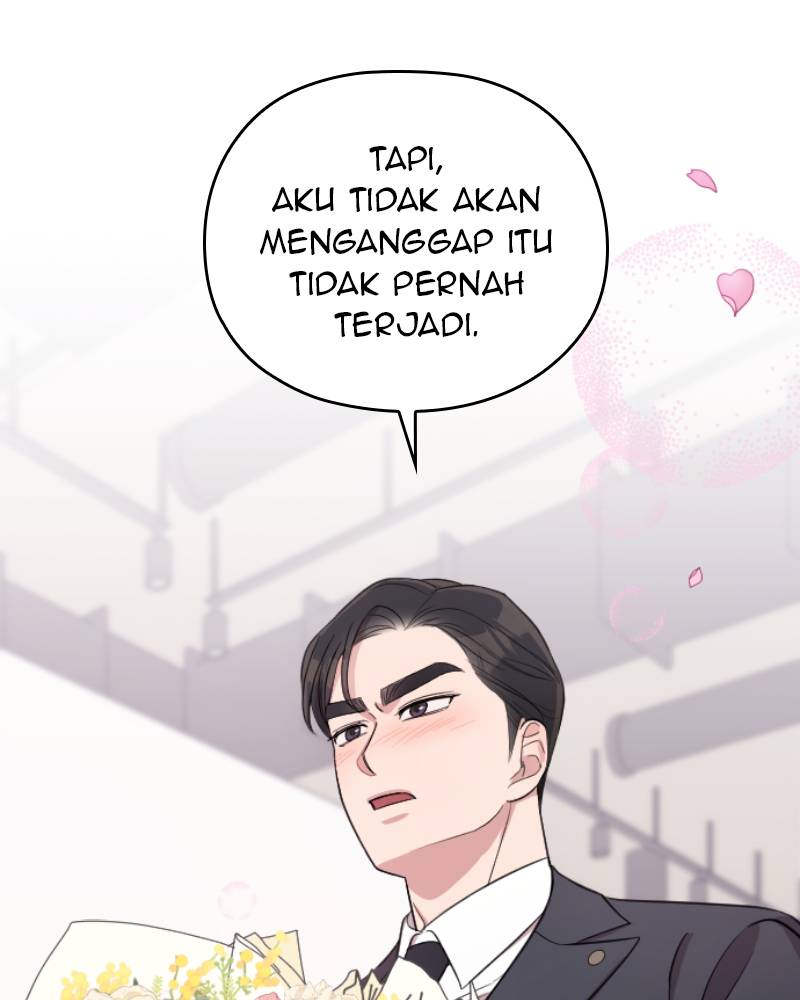 TAPI,
AKU TIDAK AKAN
MENGANGGAP ITU
TIDAK PERNAH
TERJADI.